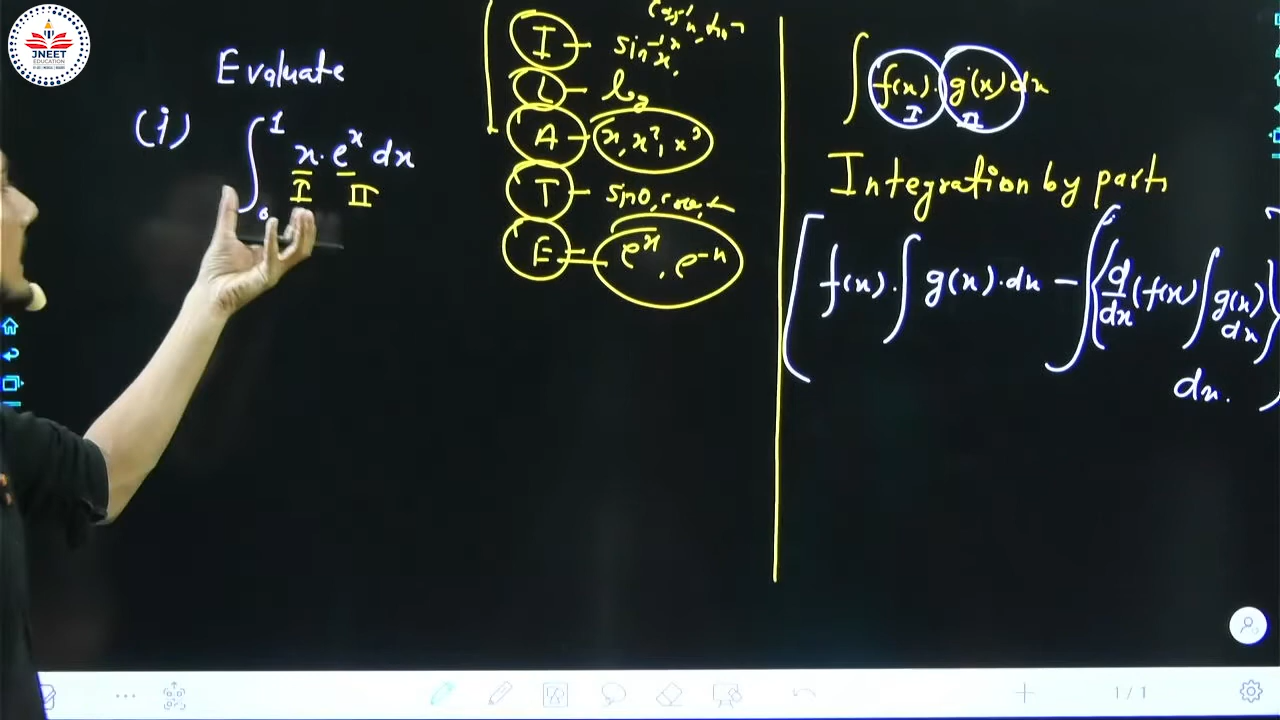 JNEET
EDUCATION
Evaluate
(i) ∫₀¹ x · eˣ dx
I II
I – sin⁻¹x
L – log
A – x, x², x³
T – sinθ, cosθ
E = eˣ, e⁻ˣ
∫ f(x) · g(x) dx
I II
Integration by parts
[ f(x) · ∫ g(x) · dx – ∫ { d/dx (f(x) ∫ g(x) dx }
dx.
1/1